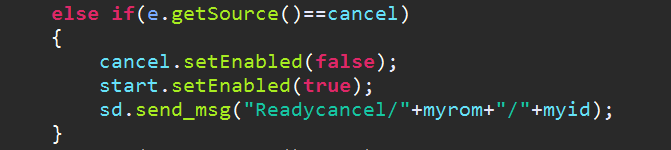 else if(e.getSource()==cancel)
{
cancel.setEnabled(false);
start.setEnabled(true);
sd.send_msg("Readycancel/"+myrom+"/"+myid);
}